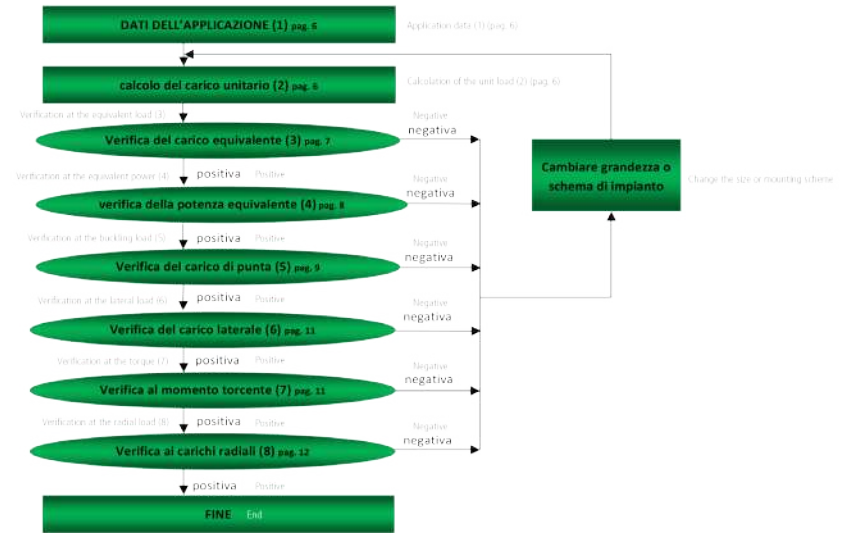 DATI DELL'APPLICAZIONE (1) pag. 6
Application data (1) (pag. 6)
calcolo del carico unitario (2) pag. 6
Calculation of the unit load (2) (pag. 6)
Verification at the equivalent load (3)
Negative
negativa
Verifica del carico equivalente (3) pag. 7
Cambiare grandezza o
schema di impianto
Change the size or mounting scheme
Verification at the equivalent power (4)
positiva Positive
Negative
negativa
verifica della potenza equivalente (4) pag. 8
Verification at the buckling load (5)
positiva Positive
Negative
negativa
Verifica del carico di punta (5) pag. 9
Verification at the lateral load (6)
positiva Positive
Negative
negativa
Verifica del carico laterale (6) pag. 11
Verification at the torque (7)
positiva Positive
Negative
negativa
Verifica al momento torcente (7) pag. 11
Verification at the radial load (8)
positiva Positive
Negative
negativa
Verifica ai carichi radiali (8) pag. 12
positiva Positive
FINE End